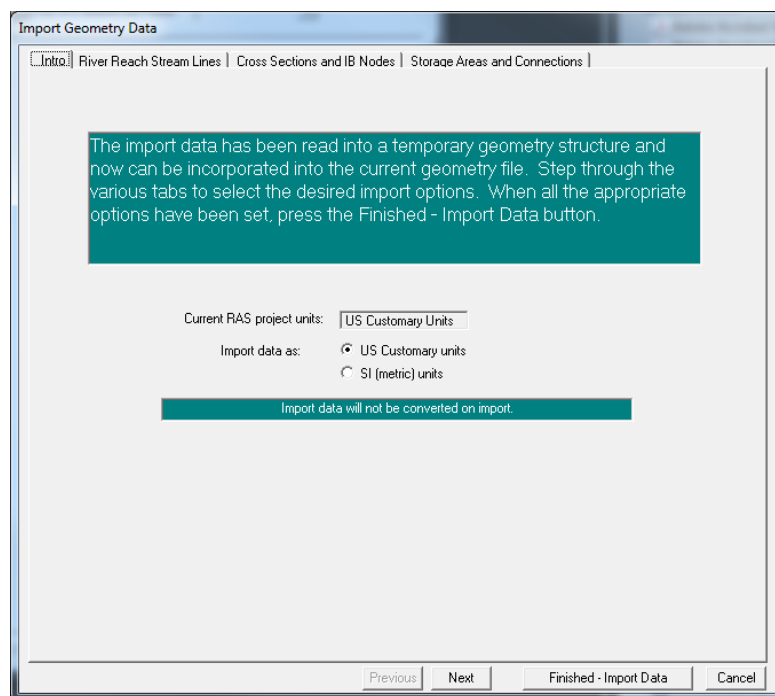 Import Geometry Data
Intro River Reach Stream Lines Cross Sections and IB Nodes Storage Areas and Connections
The import data has been read into a temporary geometry structure and
now can be incorporated into the current geometry file. Step through the
various tabs to select the desired import options. When all the appropriate
options have been set, press the Finished - Import Data button.
Current RAS project units: US Customary Units
Import data as: US Customary units
SI (metric) units
Import data will not be converted on import.
Previous Next Finished - Import Data Cancel